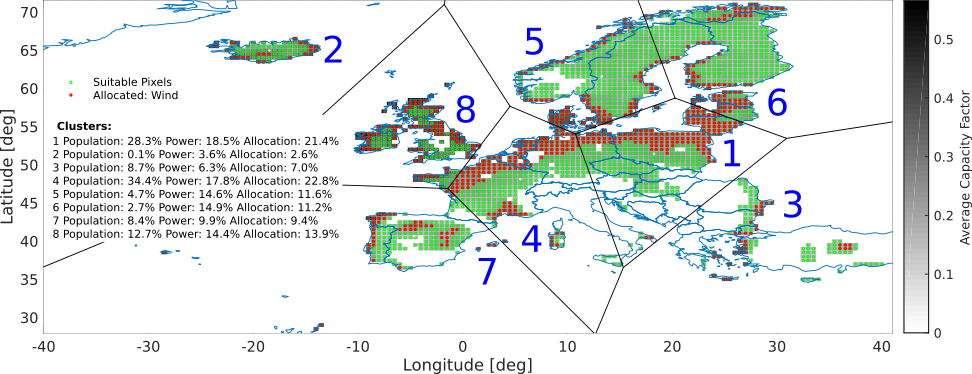 70
65
60
55
50
45
40
35
30
Latitude [deg]
Suitable Pixels
Allocated: Wind
Clusters:
1 Population: 28.3% Power: 18.5% Allocation: 21.4%
2 Population: 0.1% Power: 3.6% Allocation: 2.6%
3 Population: 8.7% Power: 6.3% Allocation: 7.0%
4 Population: 34.4% Power: 17.8% Allocation: 22.8%
5 Population: 4.7% Power: 14.6% Allocation: 11.6%
6 Population: 2.7% Power: 14.9% Allocation: 11.2%
7 Population: 8.4% Power: 9.9% Allocation: 9.4%
8 Population: 12.7% Power: 14.4% Allocation: 13.9%
2
5
8
6
1
3
4
7
-40
-30
-20
-10
0
10
20
30
40
Longitude [deg]
0.5
0.4
0.3
0.2
0.1
0
Average Capacity Factor